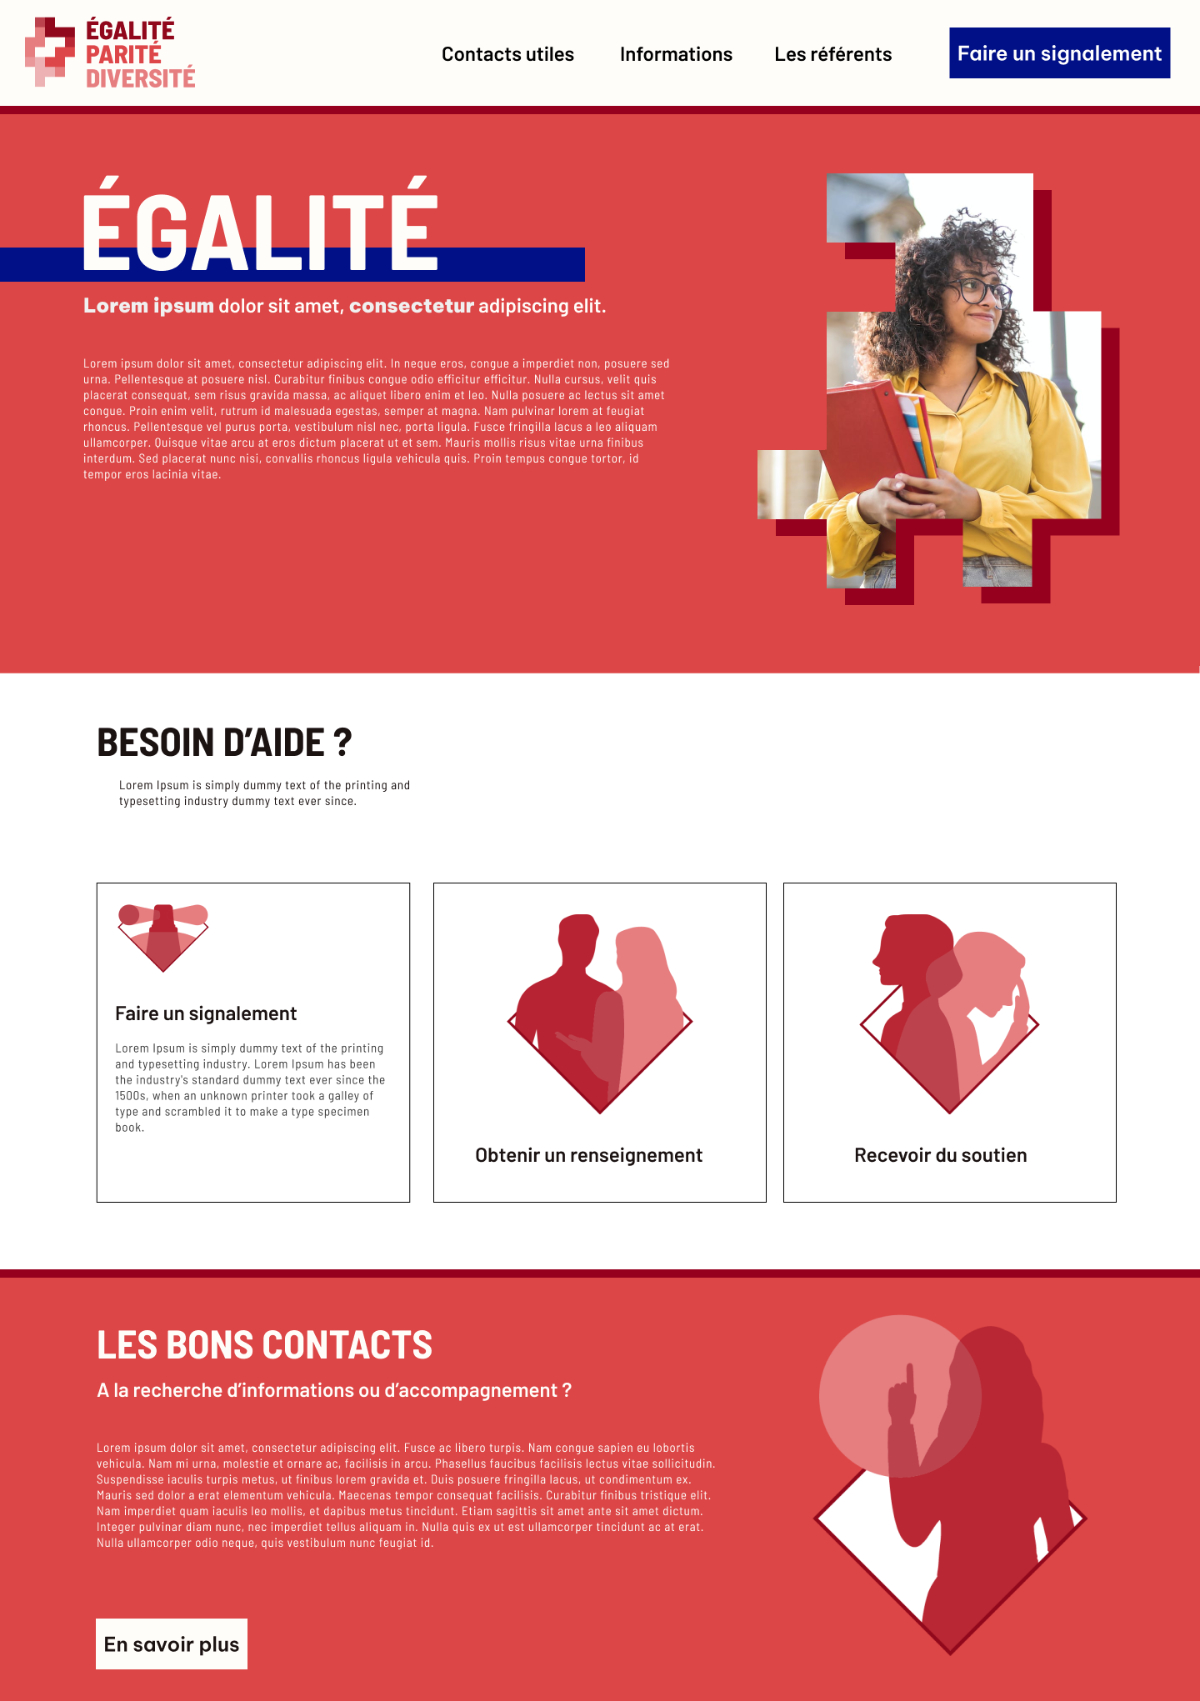 ÉGALITÉ
PARITÉ
DIVERSITÉ
Contacts utiles
Informations
Les référents
Faire un signalement
ÉGALITÉ
Lorem ipsum dolor sit amet, consectetur adipiscing elit.
Lorem ipsum dolor sit amet, consectetur adipiscing elit. In neque eros, congue a imperdiet non, posuere sed
urna. Pellentesque at posuere nisl. Curabitur finibus congue odio efficitur efficitur. Nulla cursus, velit quis
placerat consequat, sem risus gravida massa, ac aliquet libero enim et leo. Nulla posuere ac lectus sit amet
congue. Proin enim velit, rutrum id malesuada egestas, semper at magna. Nam pulvinar lorem at feugiat
rhoncus. Pellentesque vel purus porta, vestibulum nisl nec, porta ligula. Fusce fringilla lacus a leo aliquam
ullamcorper. Quisque vitae arcu at eros dictum placerat ut et sem. Mauris mollis risus vitae urna finibus
interdum. Sed placerat nunc nisi, convallis rhoncus ligula vehicula quis. Proin tempus congue tortor, id
tempor eros lacinia vitae.
BESOIN D’AIDE ?
Lorem Ipsum is simply dummy text of the printing and
typesetting industry dummy text ever since.
Faire un signalement
Lorem Ipsum is simply dummy text of the printing
and typesetting industry. Lorem Ipsum has been
the industry's standard dummy text ever since the
1500s, when an unknown printer took a galley of
type and scrambled it to make a type specimen
book.
Obtenir un renseignement
Recevoir du soutien
LES BONS CONTACTS
A la recherche d’informations ou d’accompagnement ?
Lorem ipsum dolor sit amet, consectetur adipiscing elit. Fusce ac libero turpis. Nam congue sapien eu lobortis
vehicula. Nam mi urna, molestie et ornare ac, facilisis in arcu. Phasellus faucibus facilisis lectus vitae sollicitudin.
Suspendisse iaculis turpis metus, ut finibus lorem gravida et. Duis posuere fringilla lacus, ut condimentum ex.
Mauris sed dolor a erat elementum vehicula. Maecenas tempor consequat facilisis. Curabitur finibus tristique elit.
Nam imperdiet quam iaculis leo mollis, et dapibus metus tincidunt. Etiam sagittis sit amet ante sit amet dictum.
Integer pulvinar diam nunc, nec imperdiet tellus aliquam in. Nulla quis ex ut est ullamcorper tincidunt ac at erat.
Nulla ullamcorper odio neque, quis vestibulum nunc feugiat id.
En savoir plus